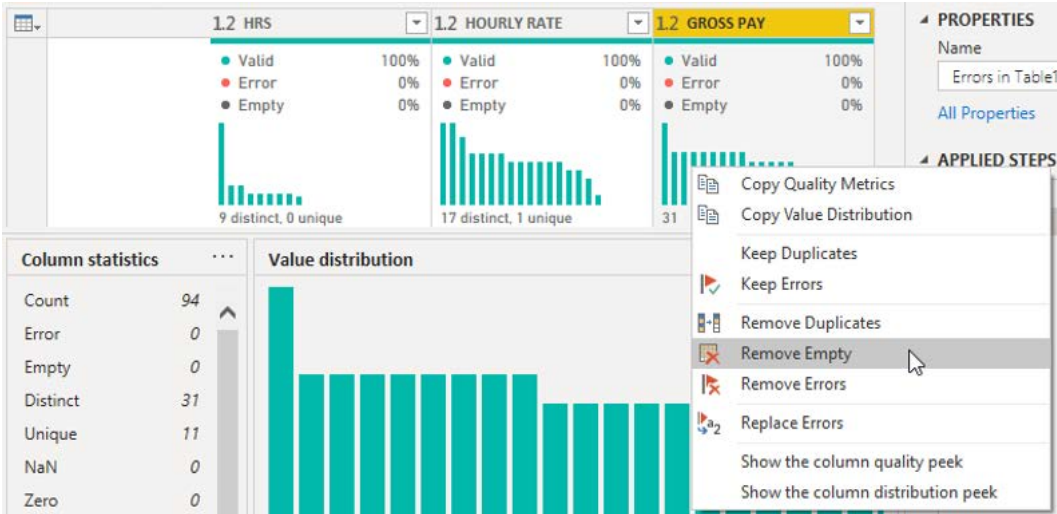 1.2 HRS
1.2 HOURLY RATE
1.2 GROSS PAY
Valid 100%
Error 0%
Empty 0%
9 distinct, 0 unique
Valid 100%
Error 0%
Empty 0%
17 distinct, 1 unique
Valid 100%
Error 0%
Empty 0%
31
PROPERTIES
Name
Errors in Table1
All Properties
APPLIED STEPS
Copy Quality Metrics
Copy Value Distribution
Keep Duplicates
Keep Errors
Remove Duplicates
Remove Empty
Remove Errors
Replace Errors
Show the column quality peek
Show the column distribution peek
Column statistics ...
Count 94
Error 0
Empty 0
Distinct 31
Unique 11
NaN 0
Zero 0
Value distribution